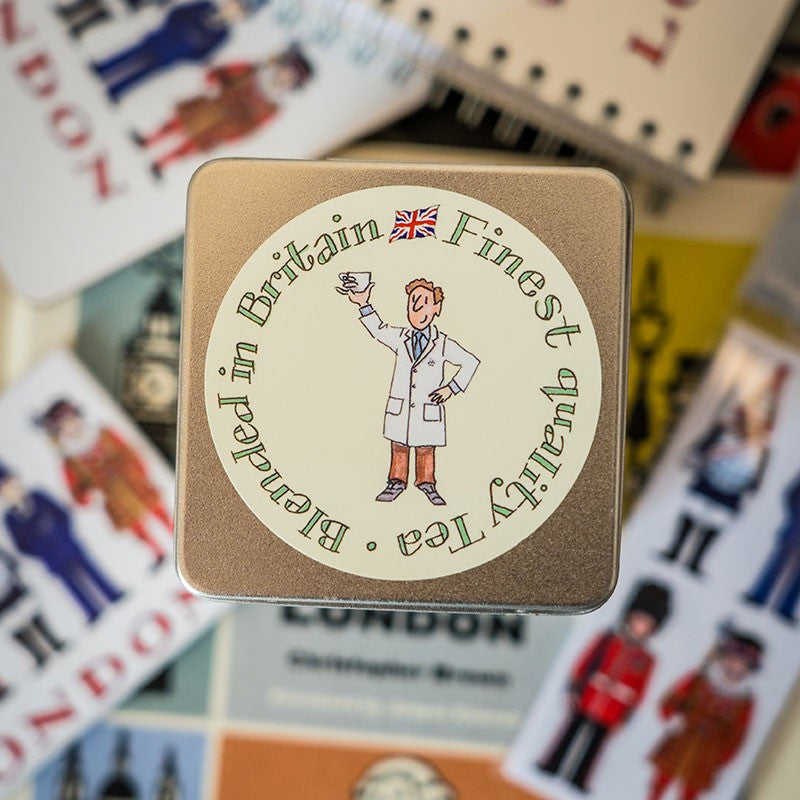 Blended in Britain Finest quality Tea •
LONDON
LONDON
LONDON
Christopher Brown